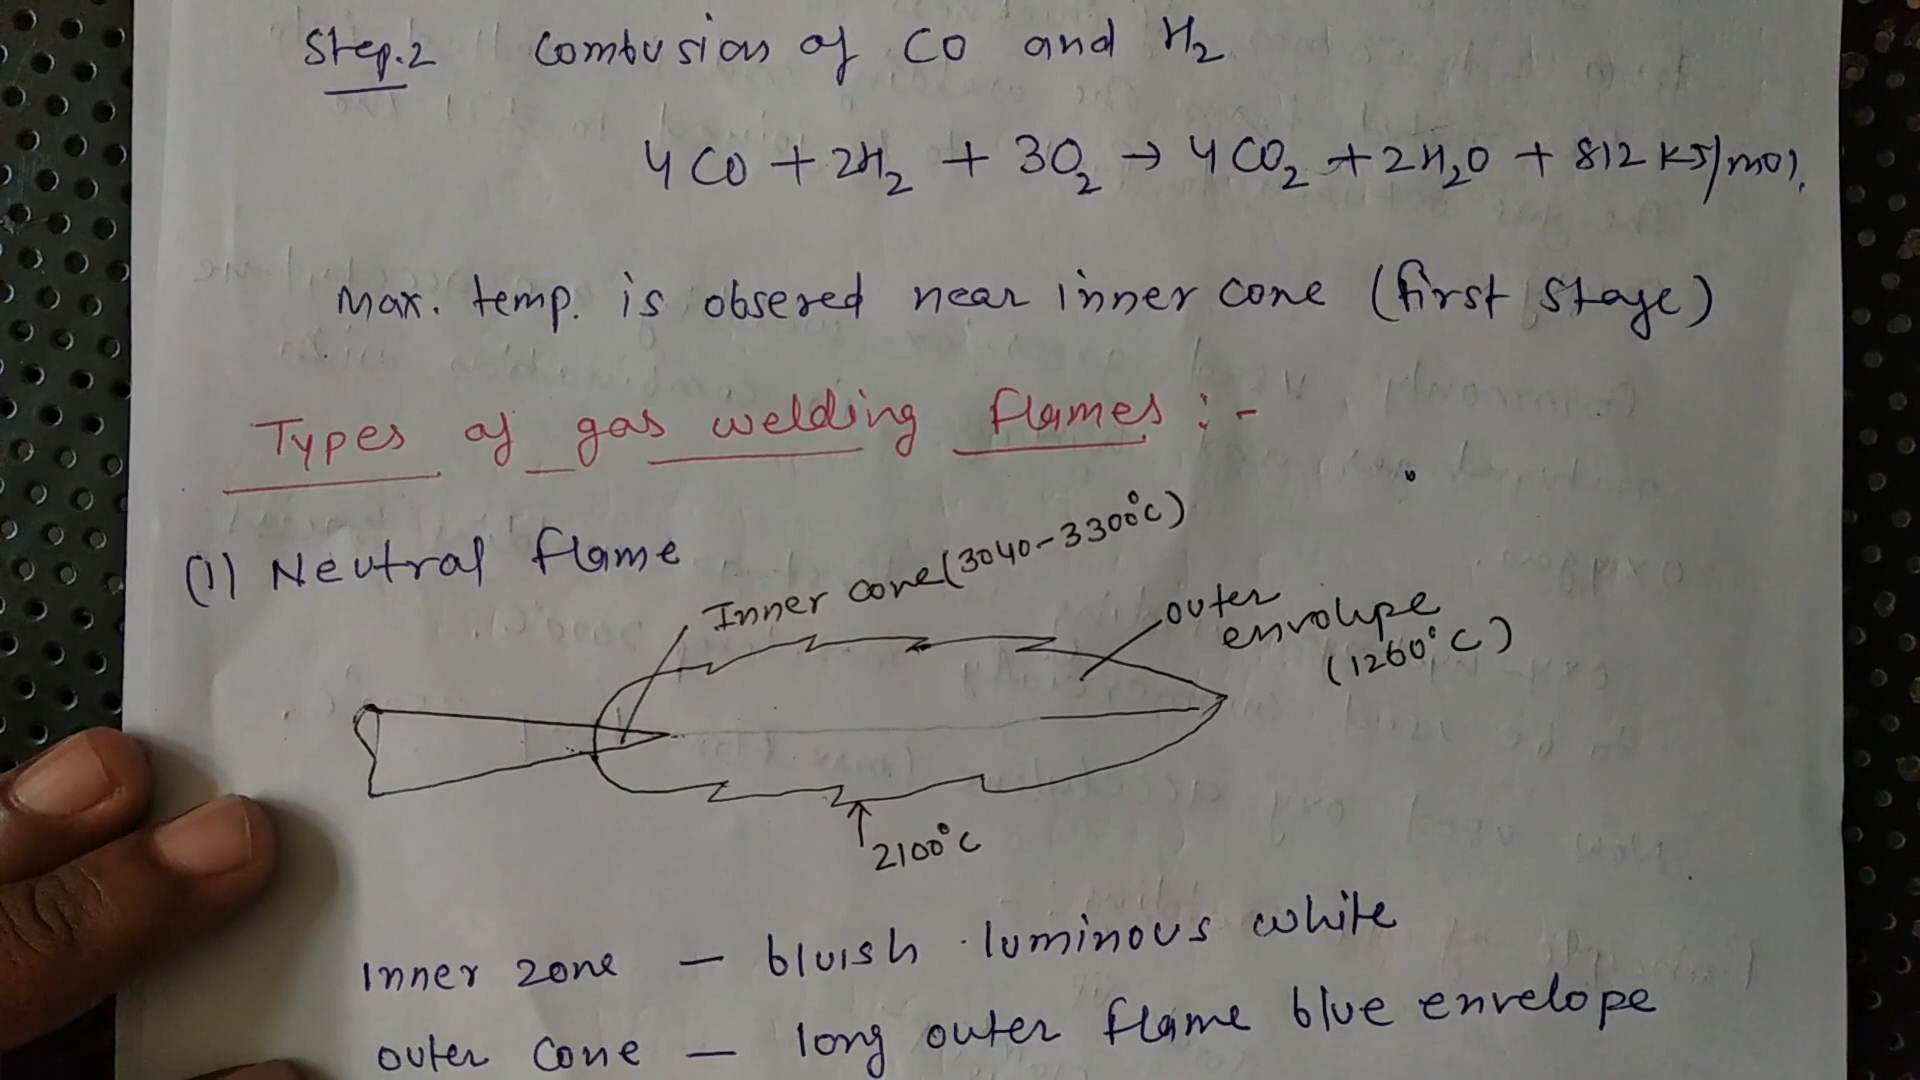 Step.2 Combusion of CO and H2
4CO + 2H2 + 3O2 → 4CO2 + 2H2O + 812 KJ/mol.
Max. temp. is obsered near inner cone (first stage)
Types of gas welding flames :-
(1) Neutral flame
Inner cone (3040-3300°C)
outer
envolupe
(1260°C)
2100°C
Inner zone - bluish luminous white
outer cone - long outer flame blue envelope